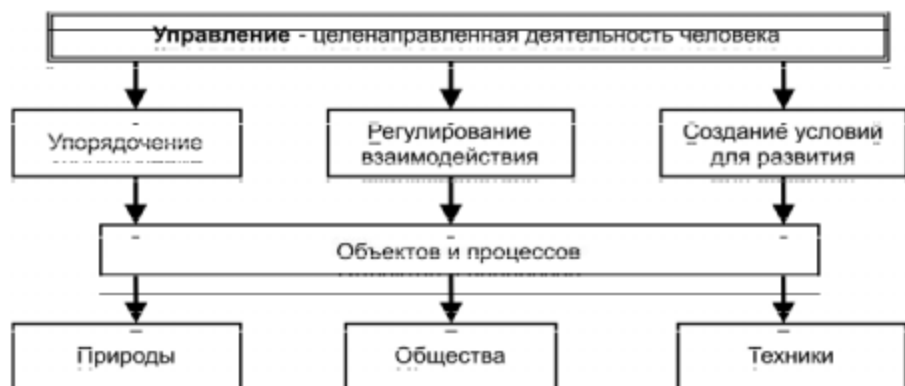 Управление - целенаправленная деятельность человека
Упорядочение
Регулирование
взаимодействия
Создание условий
для развития
Объектов и процессов
Природы
Общества
Техники